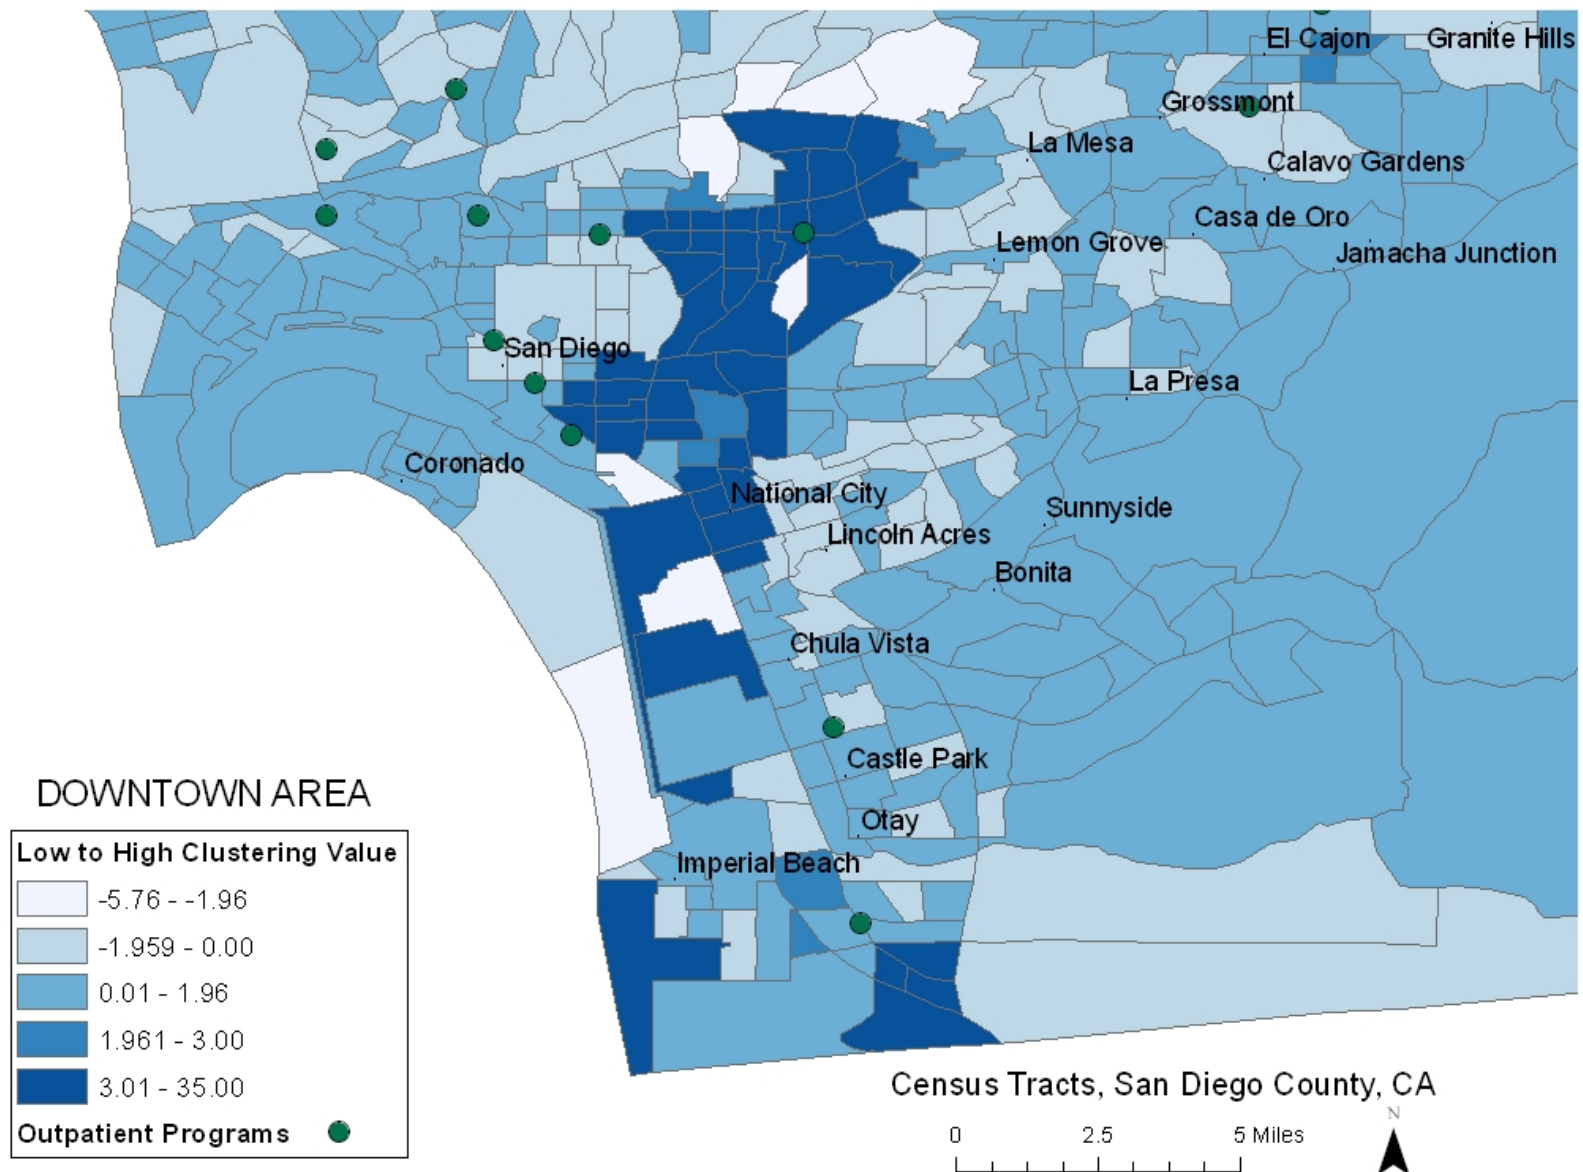 El Cajon
Granite Hills
Grossmont
La Mesa
Calavo Gardens
Casa de Oro
Lemon Grove
Jamacha Junction
San Diego
La Presa
Coronado
National City
Sunnyside
Lincoln Acres
Bonita
Chula Vista
Castle Park
Otay
Imperial Beach
DOWNTOWN AREA
Low to High Clustering Value
-5.76 - -1.96
-1.959 - 0.00
0.01 - 1.96
1.961 - 3.00
3.01 - 35.00
Outpatient Programs
Census Tracts, San Diego County, CA
0 2.5 5 Miles
N